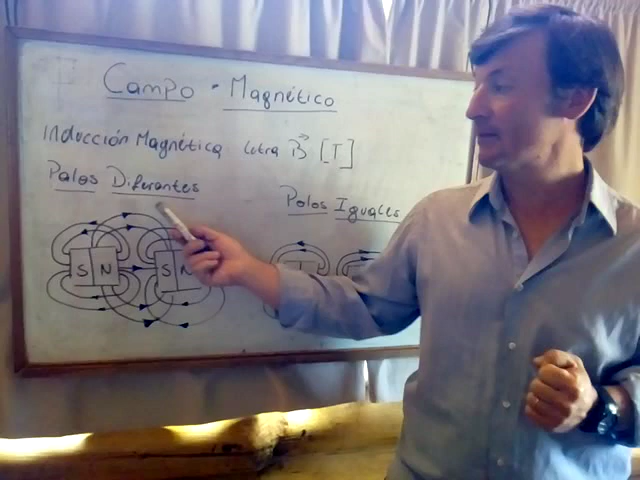 Campo Magnético
Inducción Magnética letra B [T]
Polos Diferentes
Polos Iguales
S N S N